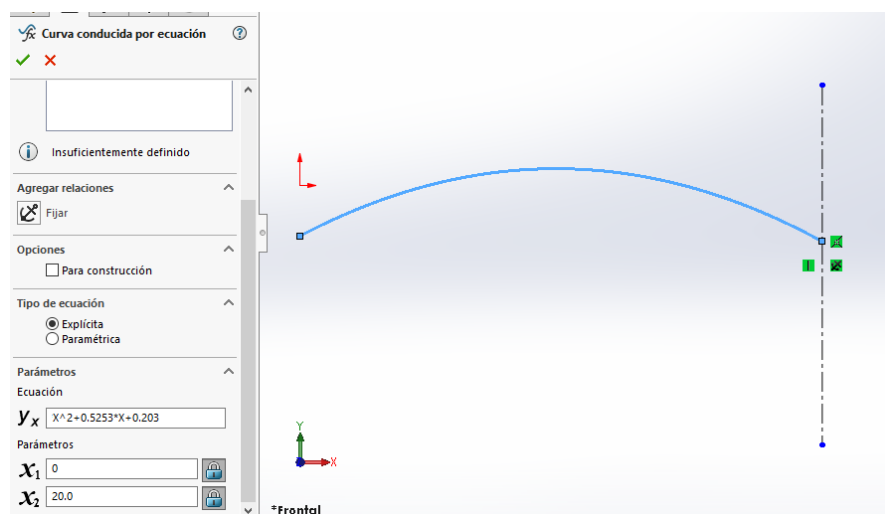 Curva conducida por ecuación
Insuficientemente definido
Agregar relaciones
Fijar
Opciones
Para construcción
Tipo de ecuación
Explícita
Paramétrica
Parámetros
Ecuación
Yx X^2+0.5253*X+0.203
Parámetros
X1 0
X2 20.0
Y
X
*Frontal